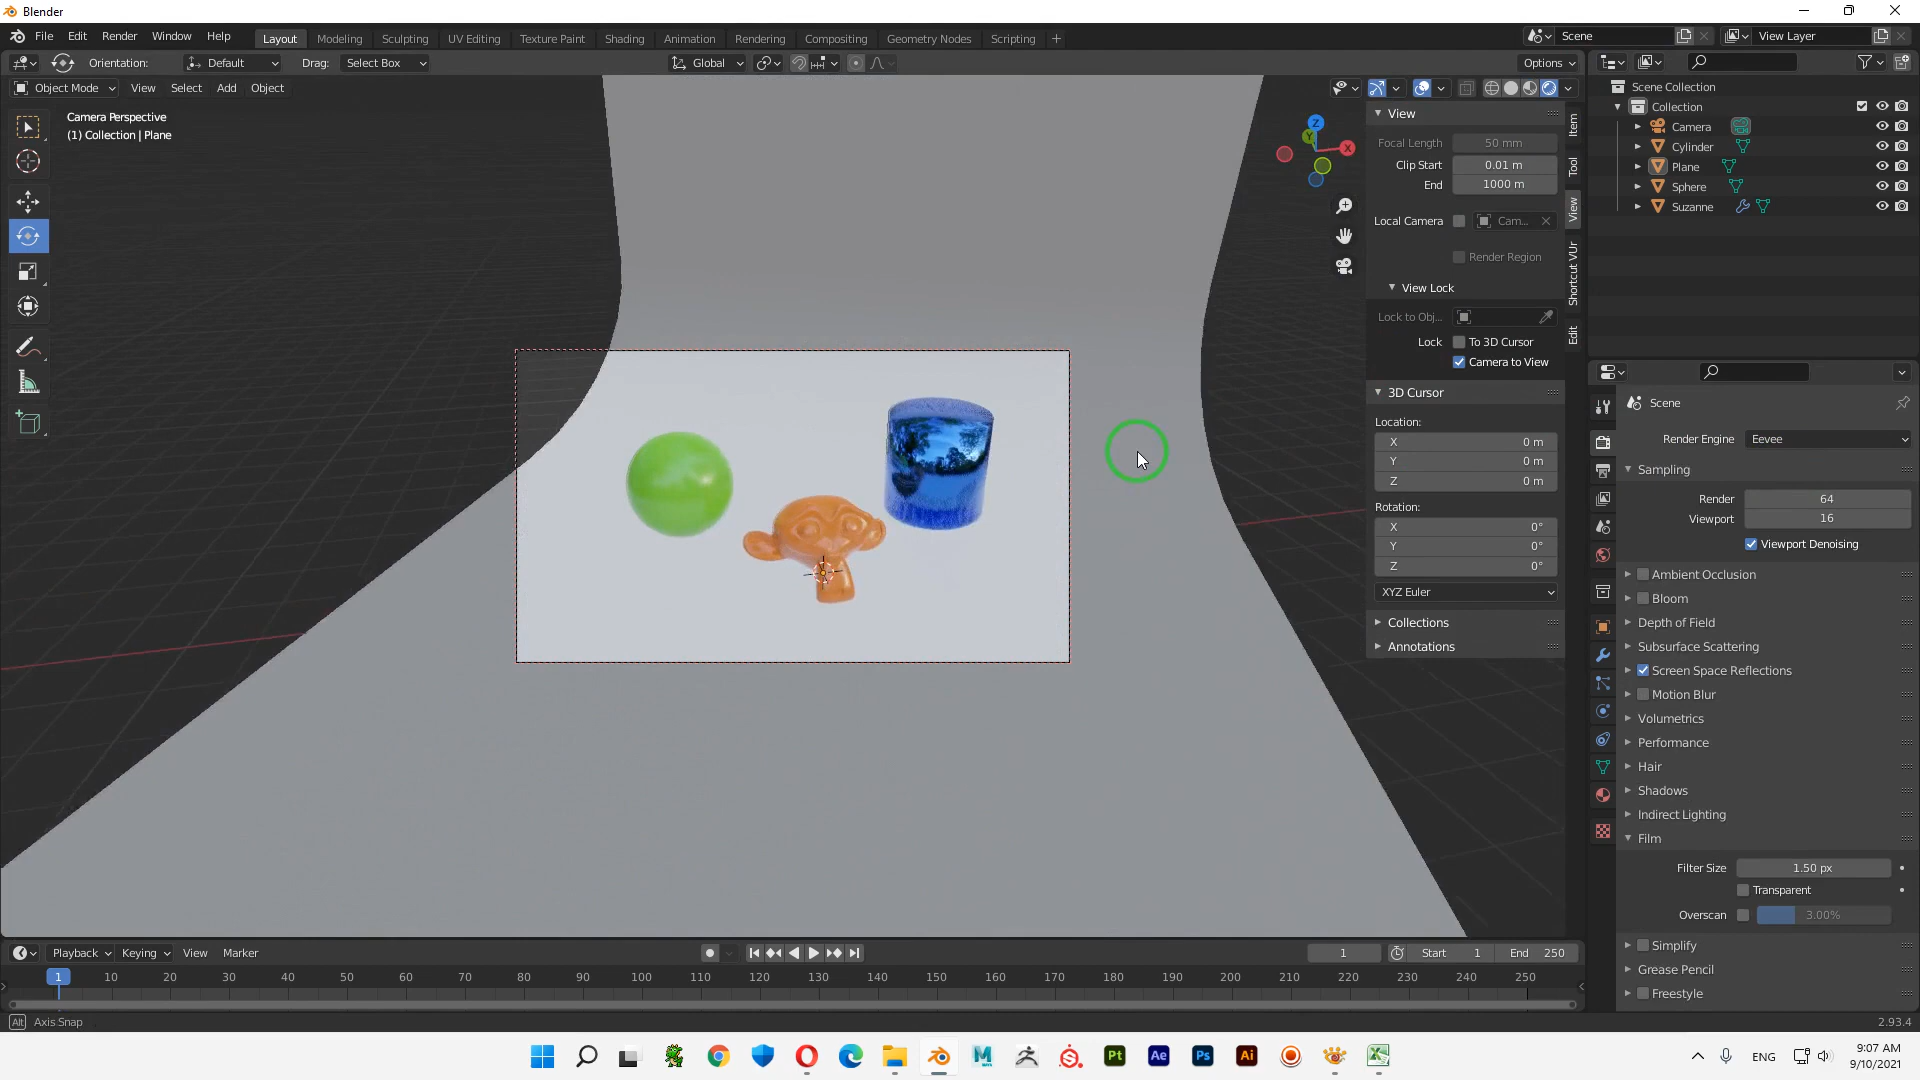 Blender
File Edit Render Window Help
Layout Modeling Sculpting UV Editing Texture Paint Shading Animation Rendering Compositing Geometry Nodes Scripting +
Scene
View Layer
Orientation: Default Drag: Select Box
Global
Options
Object Mode View Select Add Object
Camera Perspective
(1) Collection | Plane
Z
Y
X
View
Focal Length 50 mm
Clip Start 0.01 m
End 1000 m
Local Camera Cam...
Render Region
View Lock
Lock to Obj...
Lock To 3D Cursor
Camera to View
3D Cursor
Location:
X 0 m
Y 0 m
Z 0 m
Rotation:
X 0°
Y 0°
Z 0°
XYZ Euler
Collections
Annotations
Item
Tool
View
Shortcut VUr
Edit
Scene Collection
Collection
Camera
Cylinder
Plane
Sphere
Suzanne
Scene
Render Engine Eevee
Sampling
Render 64
Viewport 16
Viewport Denoising
Ambient Occlusion
Bloom
Depth of Field
Subsurface Scattering
Screen Space Reflections
Motion Blur
Volumetrics
Performance
Hair
Shadows
Indirect Lighting
Film
Filter Size 1.50 px
Transparent
Overscan 3.00%
Simplify
Grease Pencil
Freestyle
Playback Keying View Marker
1 Start 1 End 250
1 10 20 30 40 50 60 70 80 90 100 110 120 130 140 150 160 170 180 190 200 210 220 230 240 250
Alt Axis Snap
2.93.4
Pt Ae Ps Ai
ENG
9:07 AM
9/10/2021